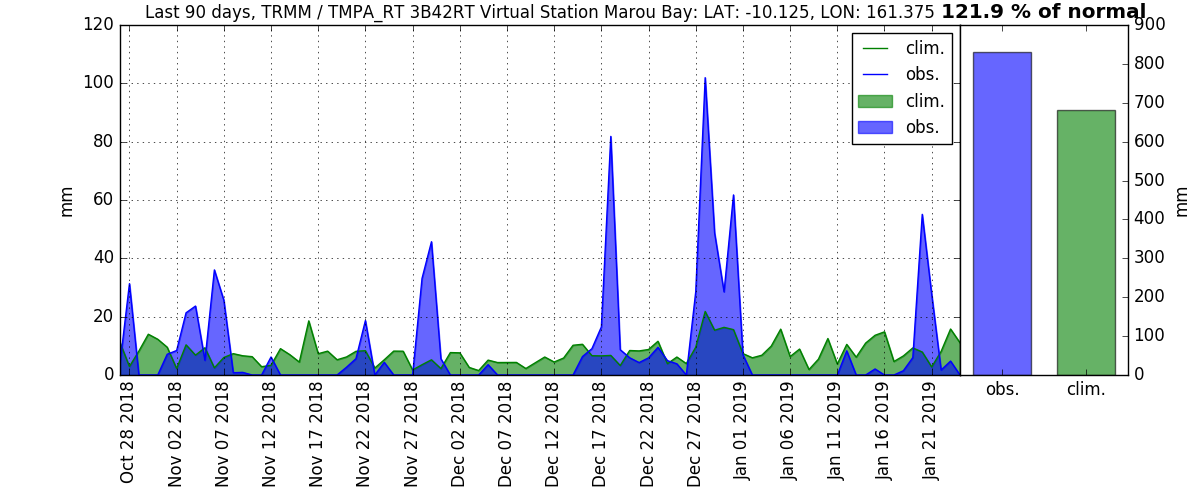 Last 90 days, TRMM / TMPA_RT 3B42RT Virtual Station Marou Bay: LAT: -10.125, LON: 161.375 121.9 % of normal
120
100
80
60
40
20
0
mm
clim.
obs.
clim.
obs.
900
800
700
600
500
400
300
200
100
0
mm
Oct 28 2018
Nov 02 2018
Nov 07 2018
Nov 12 2018
Nov 17 2018
Nov 22 2018
Nov 27 2018
Dec 02 2018
Dec 07 2018
Dec 12 2018
Dec 17 2018
Dec 22 2018
Dec 27 2018
Jan 01 2019
Jan 06 2019
Jan 11 2019
Jan 16 2019
Jan 21 2019
obs.
clim.